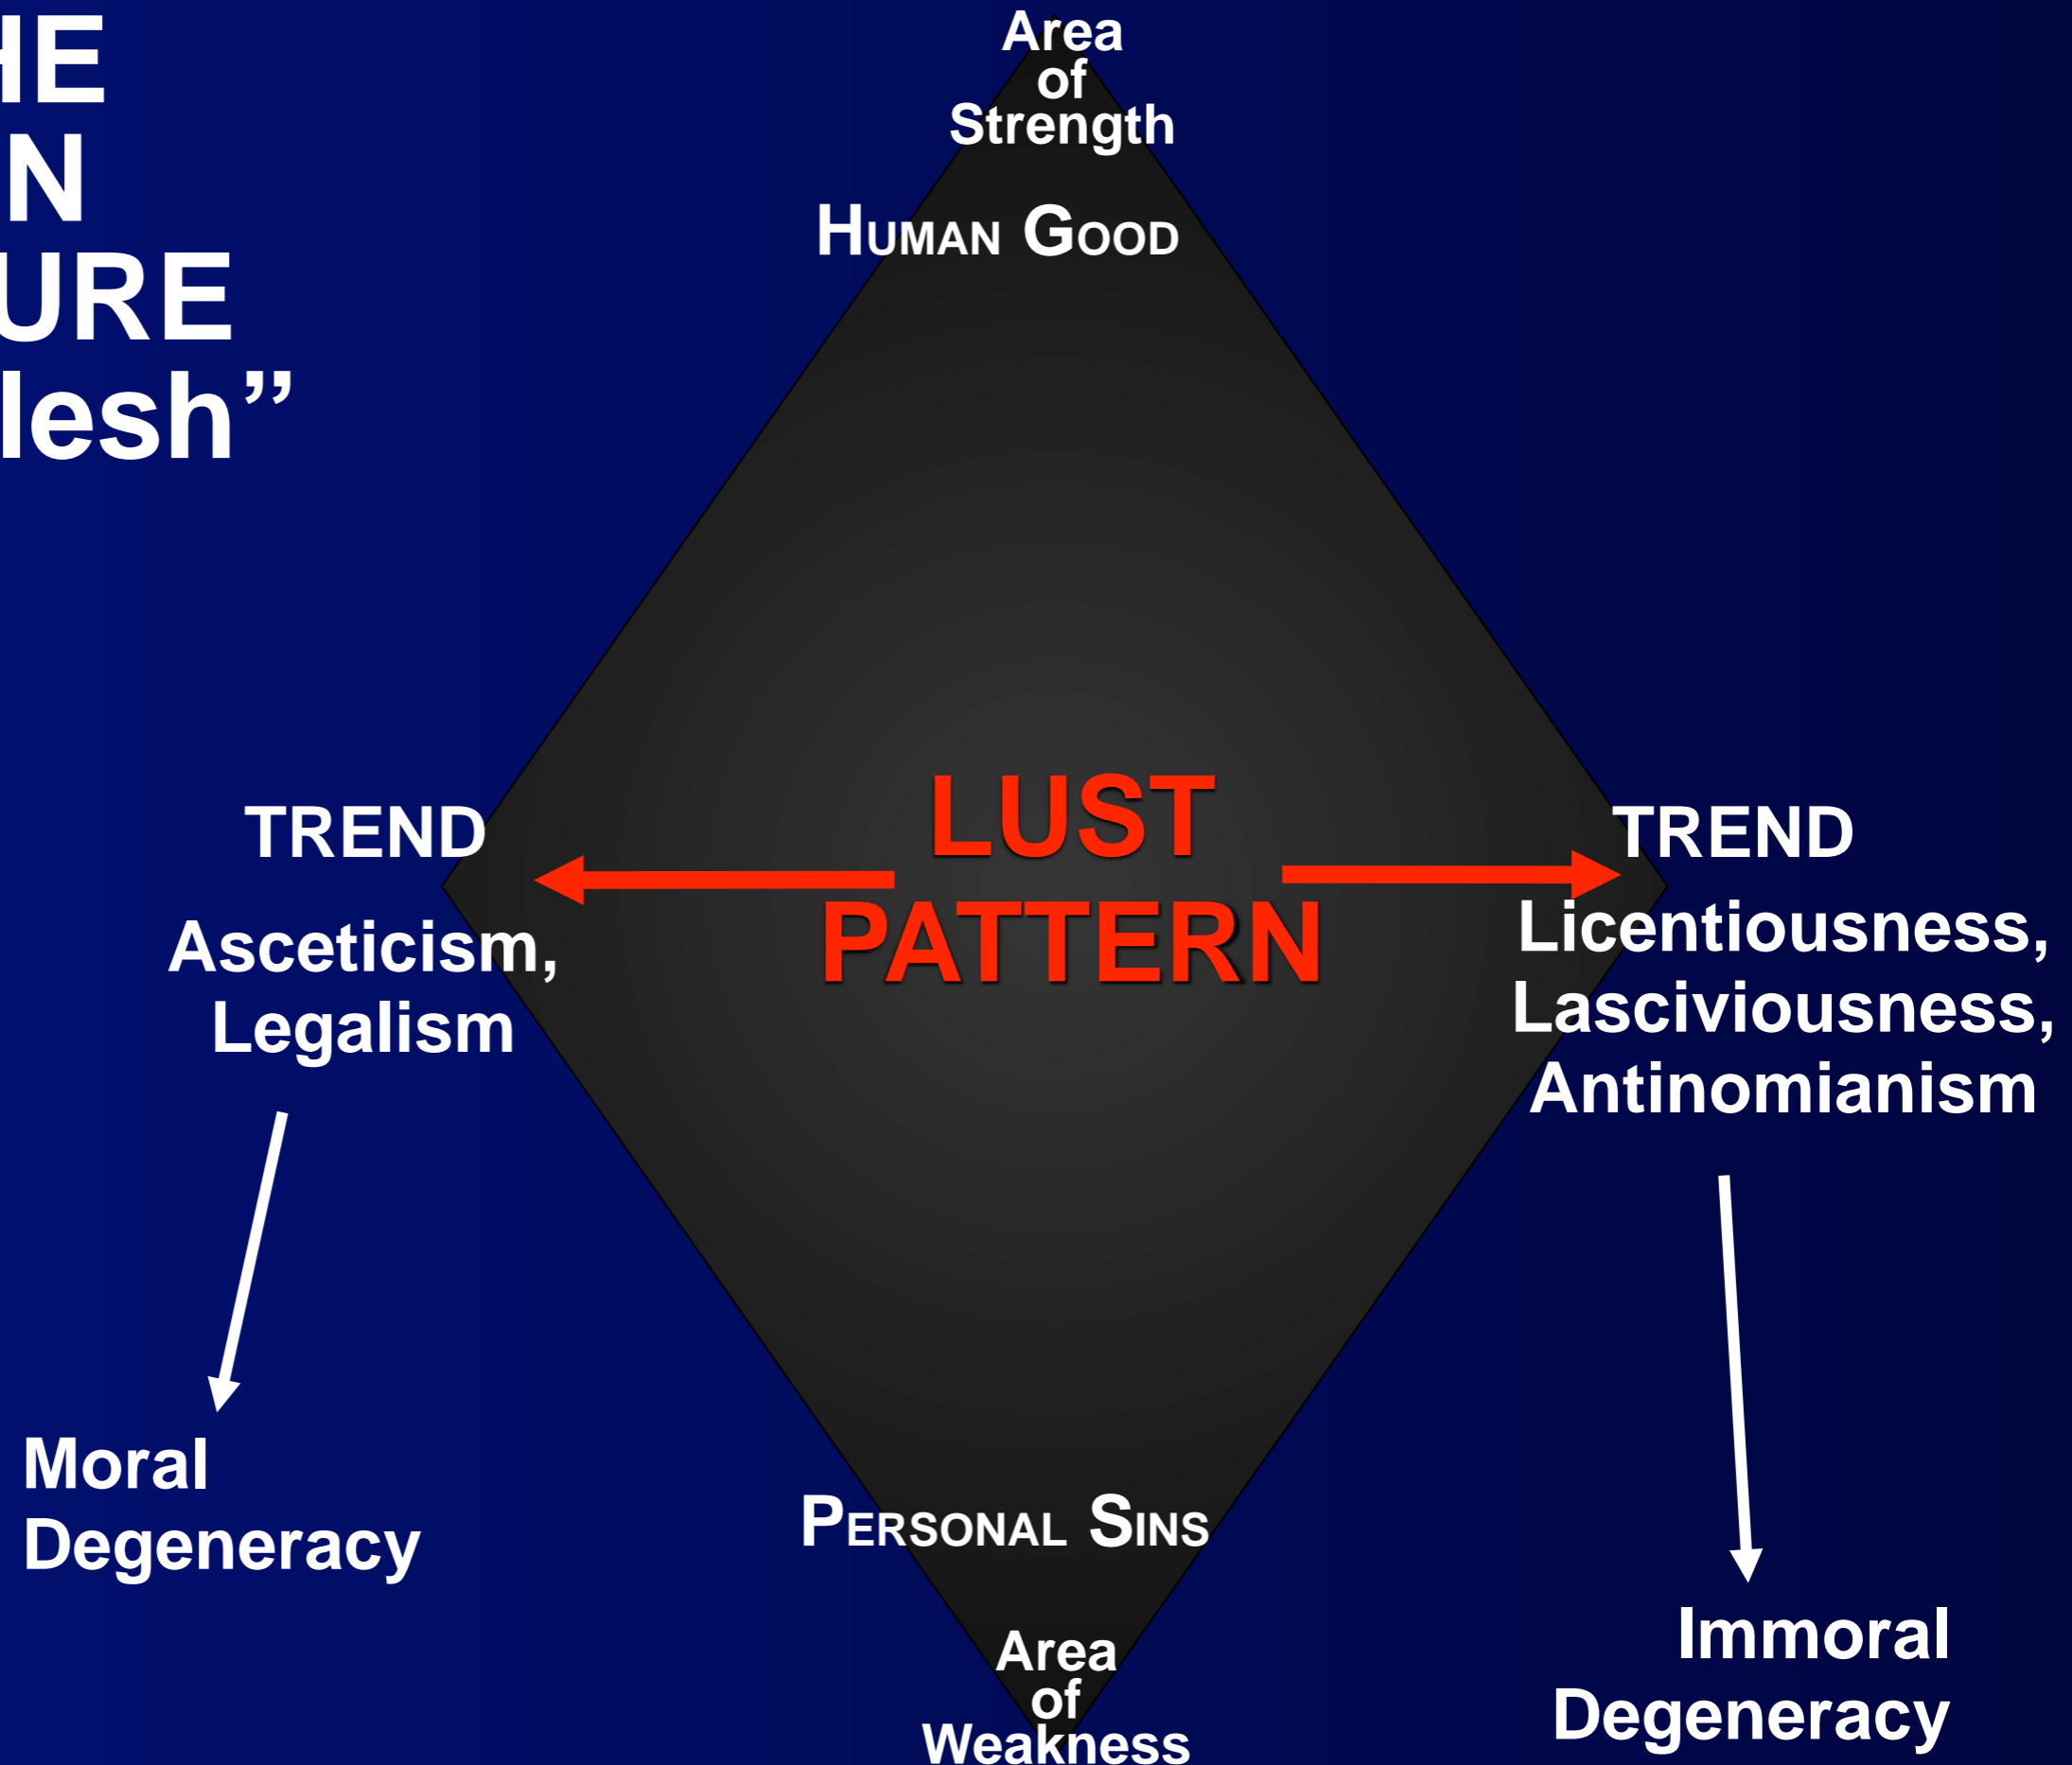 HE
N
URE
lesh”
Area
of
Strength
HUMAN GOOD
LUST
PATTERN
TREND
Asceticism,
Legalism
TREND
Licentiousness,
Lasciviousness,
Antinomianism
Moral
Degeneracy
PERSONAL SINS
Area
of
Weakness
Immoral
Degeneracy